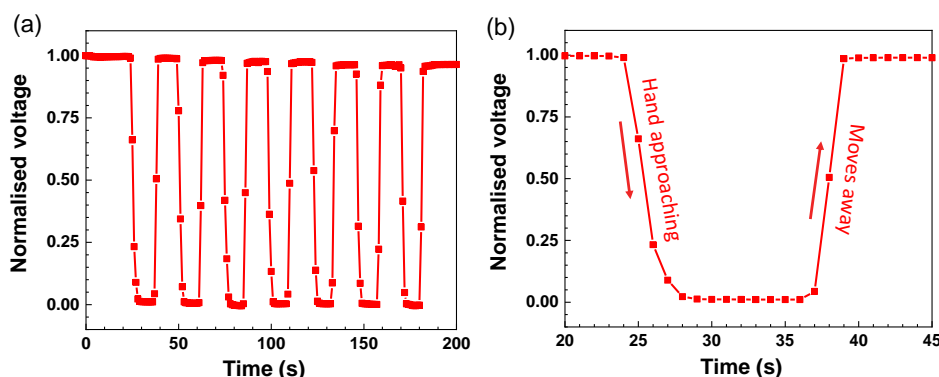 (a)
1.00
0.75
0.50
0.25
0.00
Normalised voltage
0
50
100
150
200
Time (s)
(b)
1.00
0.75
0.50
0.25
0.00
Normalised voltage
Hand approaching
Moves away
20
25
30
35
40
45
Time (s)